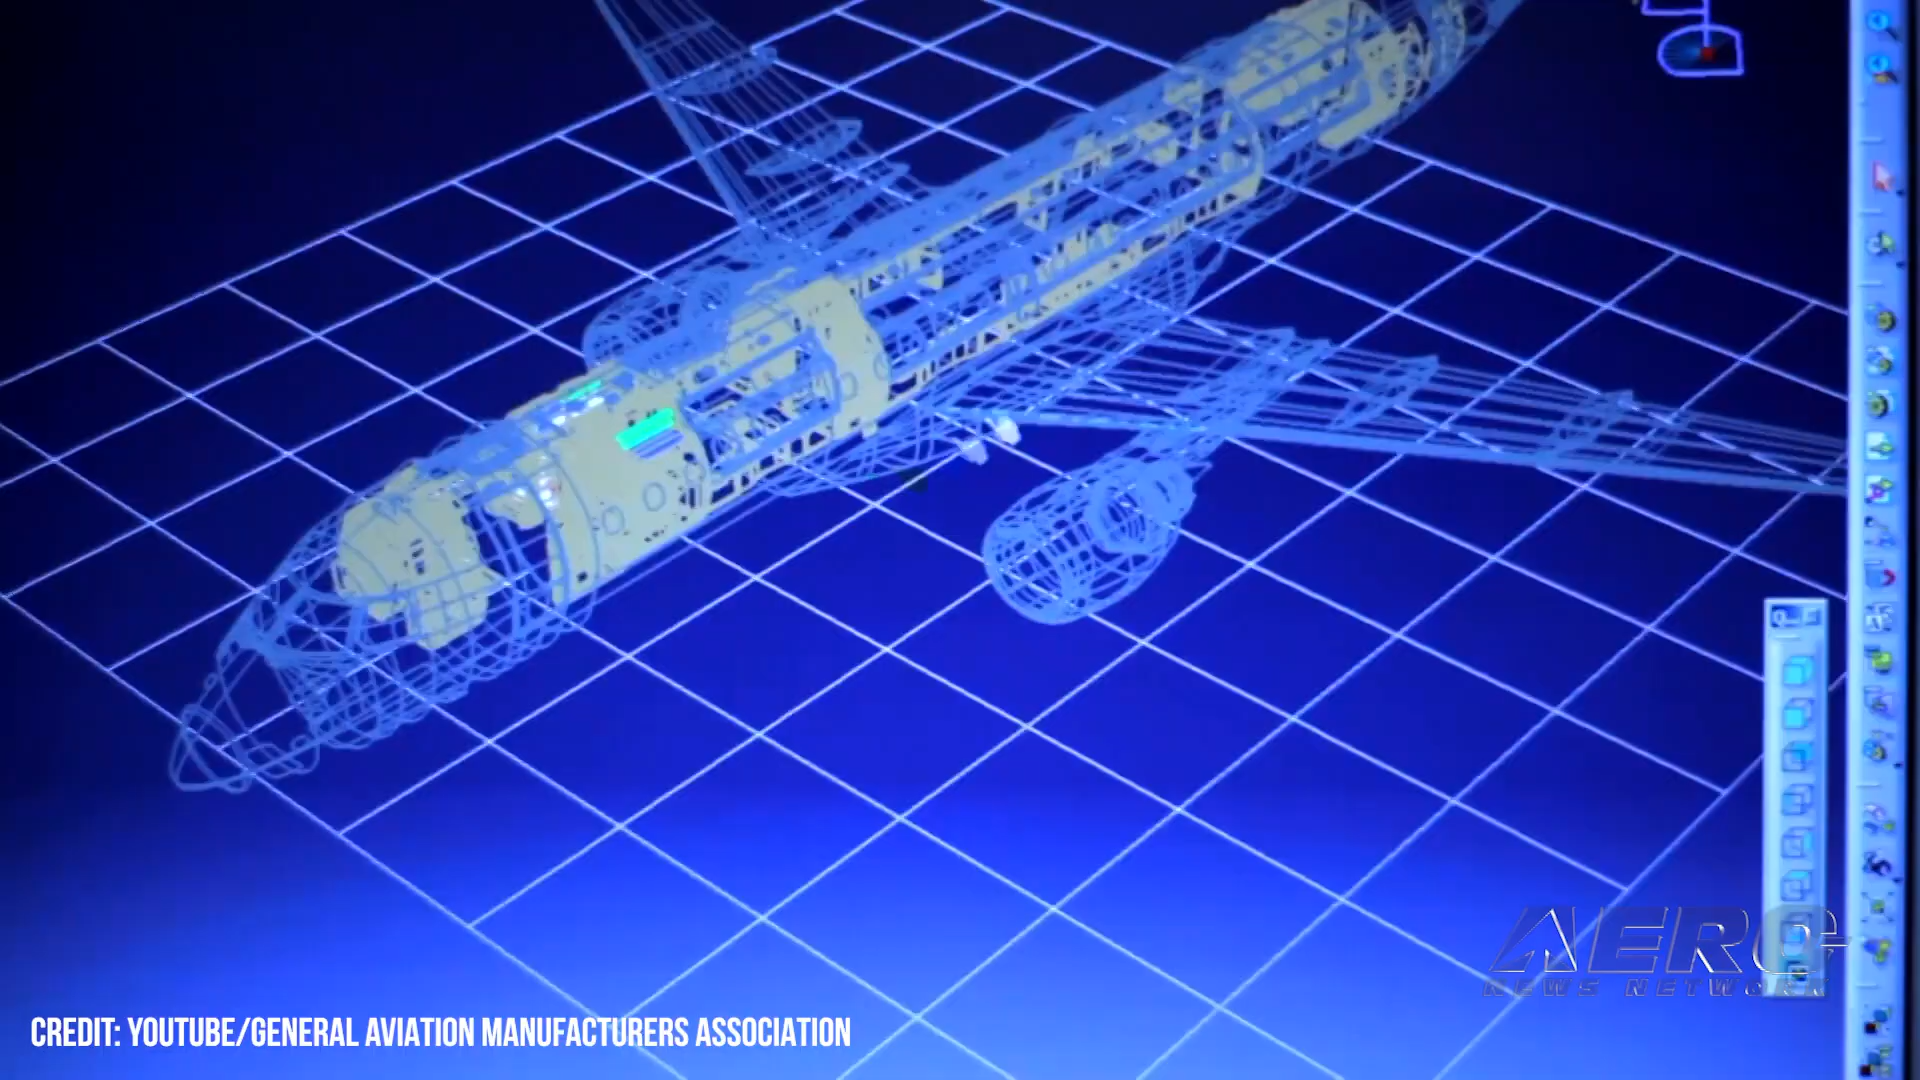 AERO
NEWS NETWORK
CREDIT: YOUTUBE/GENERAL AVIATION MANUFACTURERS ASSOCIATION